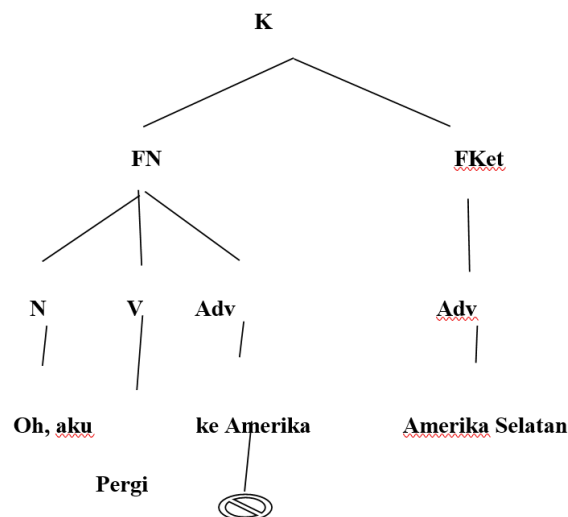 K
FN FKet
N V Adv Adv
Oh, aku ke Amerika Amerika Selatan
Pergi